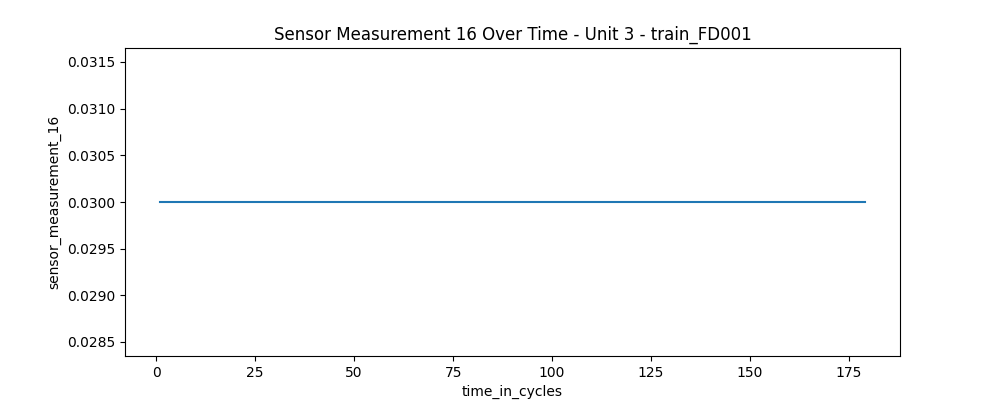 Sensor Measurement 16 Over Time - Unit 3 - train_FD001
sensor_measurement_16
0.0315
0.0310
0.0305
0.0300
0.0295
0.0290
0.0285
0 25 50 75 100 125 150 175
time_in_cycles